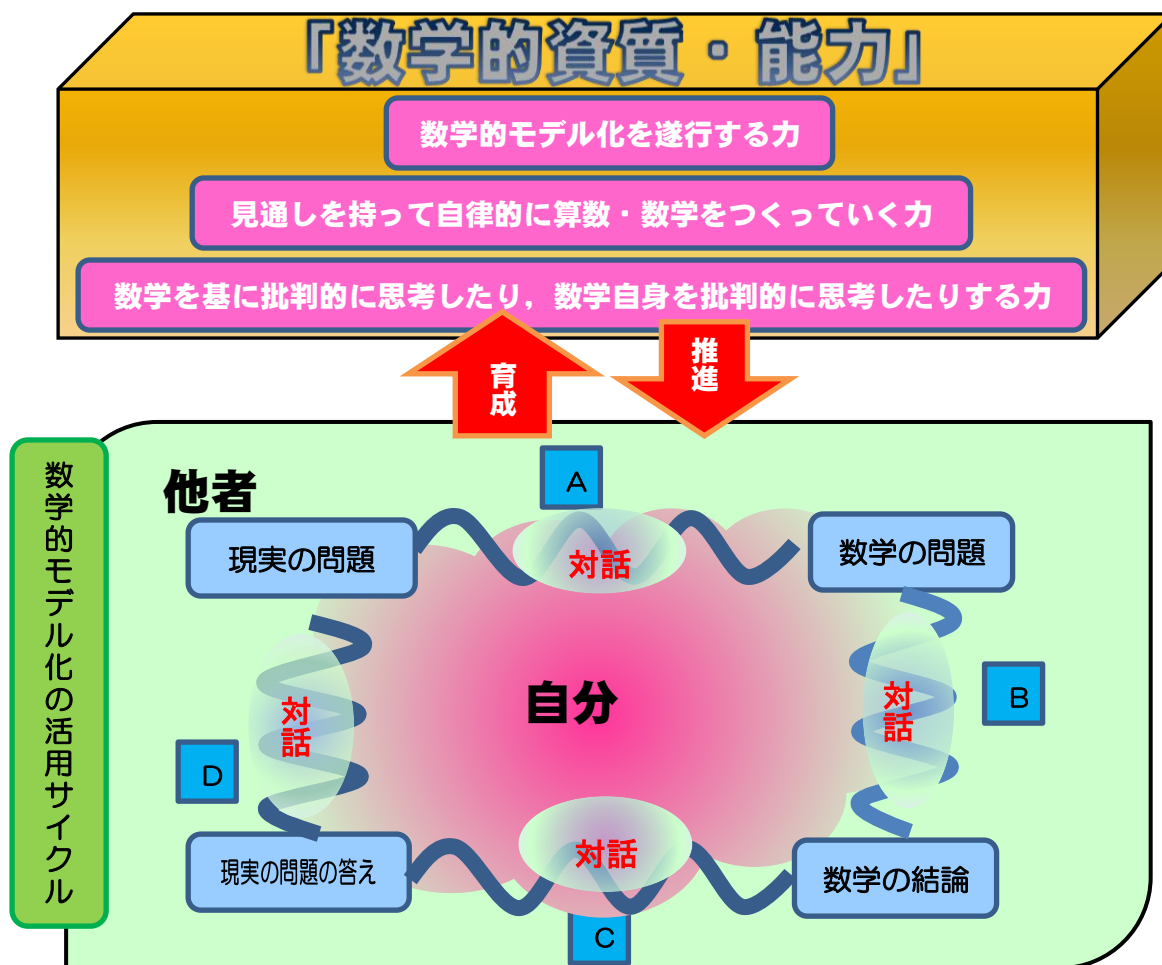 「数学的資質・能力」
数学的モデル化を遂行する力
見通しを持って自律的に算数・数学をつくっていく力
数学を基に批判的に思考したり，数学自身を批判的に思考したりする力
育成
推進
数学的モデル化の活用サイクル
他者
A
現実の問題
対話
数学の問題
自分
対話
対話
B
D
現実の問題の答え
対話
数学の結論
C